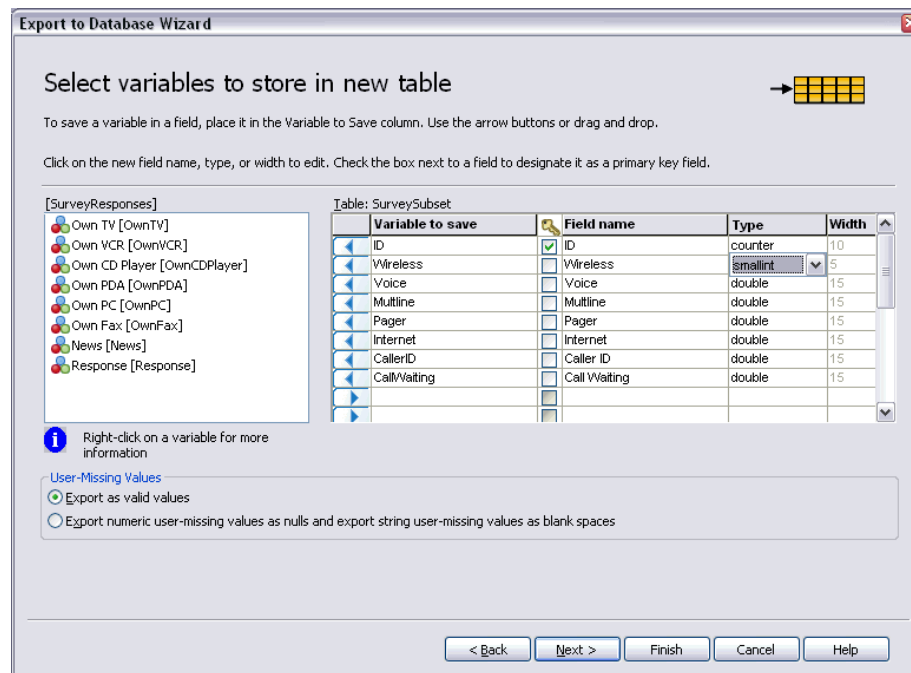 Export to Database Wizard
Select variables to store in new table
To save a variable in a field, place it in the Variable to Save column. Use the arrow buttons or drag and drop.
Click on the new field name, type, or width to edit. Check the box next to a field to designate it as a primary key field.
[SurveyResponses]
Own TV [OwnTV]
Own VCR [OwnVCR]
Own CD Player [OwnCDPlayer]
Own PDA [OwnPDA]
Own PC [OwnPC]
Own Fax [OwnFax]
News [News]
Response [Response]
Table: SurveySubset
Variable to save Field name Type Width
ID ID counter 10
Wireless Wireless smallint 5
Voice Voice double 15
Multline Multline double 15
Pager Pager double 15
Internet Internet double 15
CallerID Caller ID double 15
CallWaiting Call Waiting double 15
Right-click on a variable for more
information
User-Missing Values
Export as valid values
Export numeric user-missing values as nulls and export string user-missing values as blank spaces
< Back Next > Finish Cancel Help